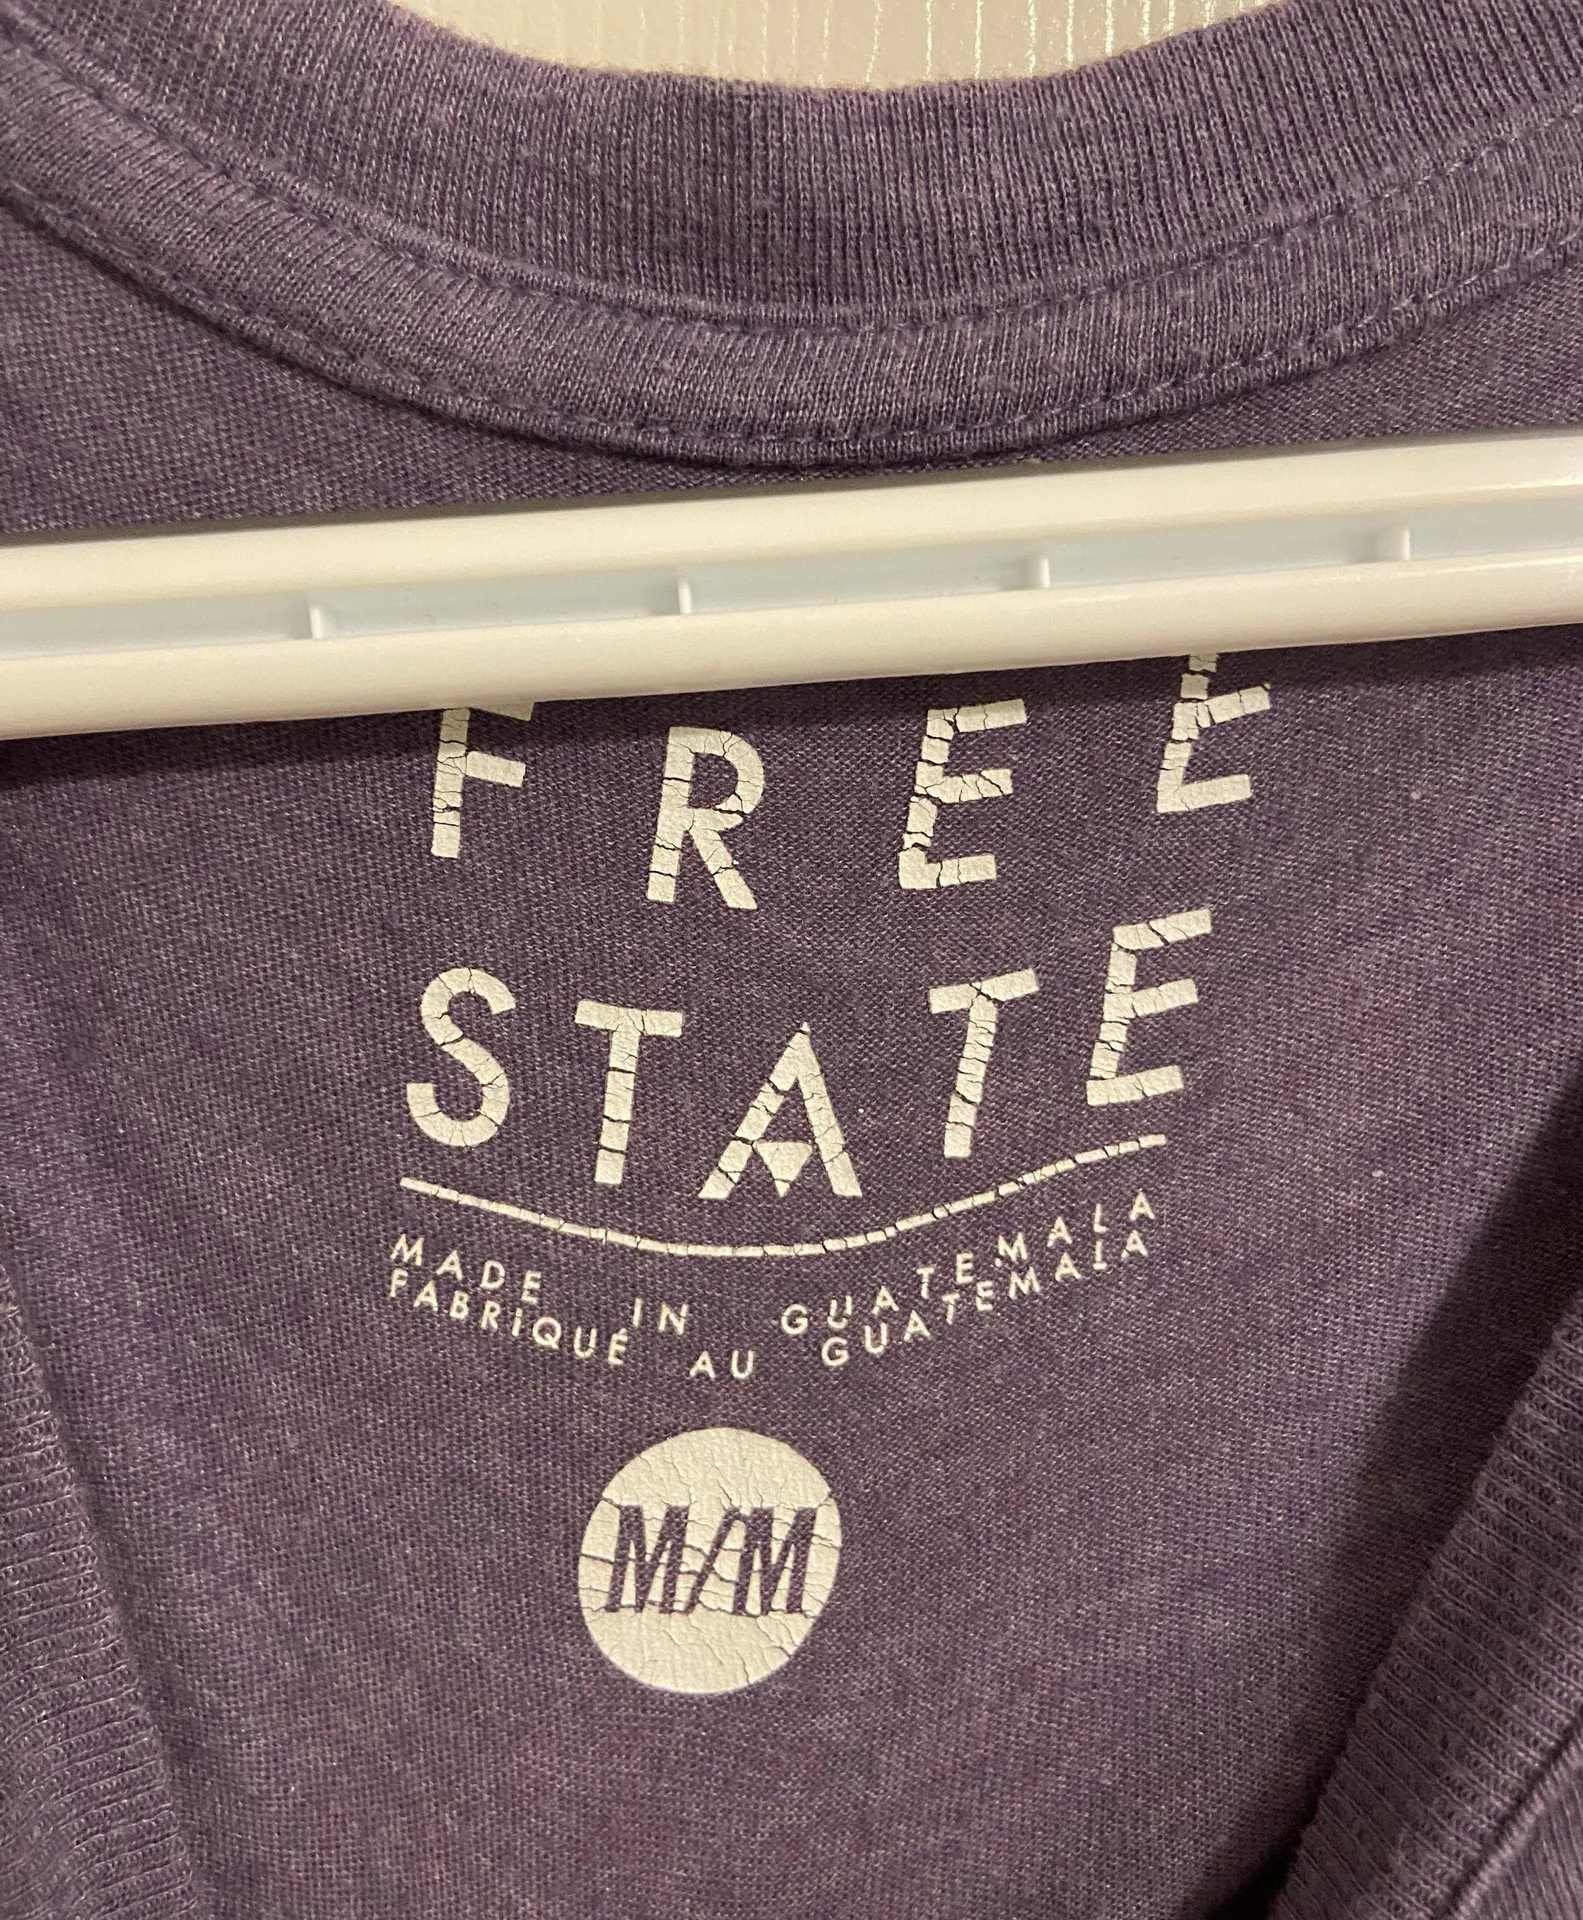 FREE
STATE
MADE IN GUATEMALA
FABRIQUÉ AU GUATEMALA
M/M